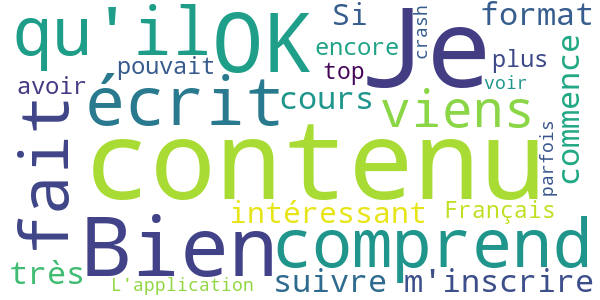 qu'il
OK
Si
Je
crash
format
encore
pouvait
top
plus
avoir
voir
écrit
cours
viens
commence
fait
contenu
parfois
intéressant
Français
Bien
comprend
très
L'application
suivre
m'inscrire